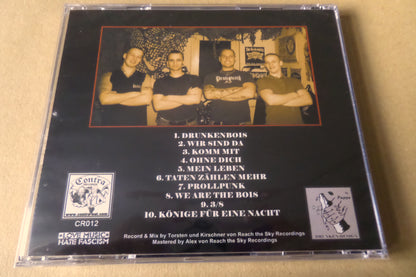 1. DRUNKENBOIS
2. WIR SIND DA
3. KOMM MIT
4. OHNE DICH
5. MEIN LEBEN
6. TATEN ZÄHLEN MEHR
7. PROLLPUNK
8. WE ARE THE BOIS
9. 3/8
10. KÖNIGE FÜR EINE NACHT
Contra
CR012
LOVE MUSIC
HATE FASCISM
Record & Mix by Torsten und Kirschner von Reach the Sky Recordings
Mastered by Alex von Reach the Sky Recordings